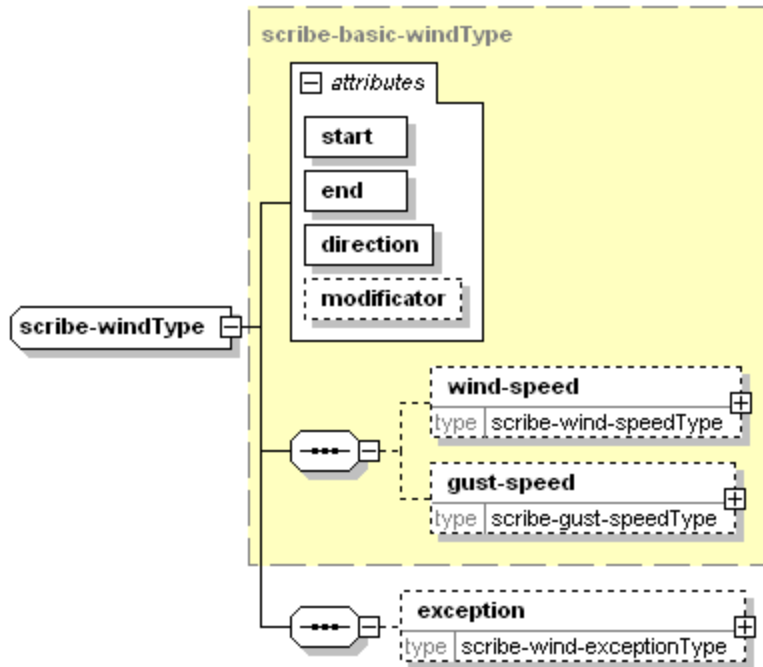 scribe-basic-windType
attributes
start
end
direction
modificator
scribe-windType
wind-speed
type scribe-wind-speedType
gust-speed
type scribe-gust-speedType
exception
type scribe-wind-exceptionType